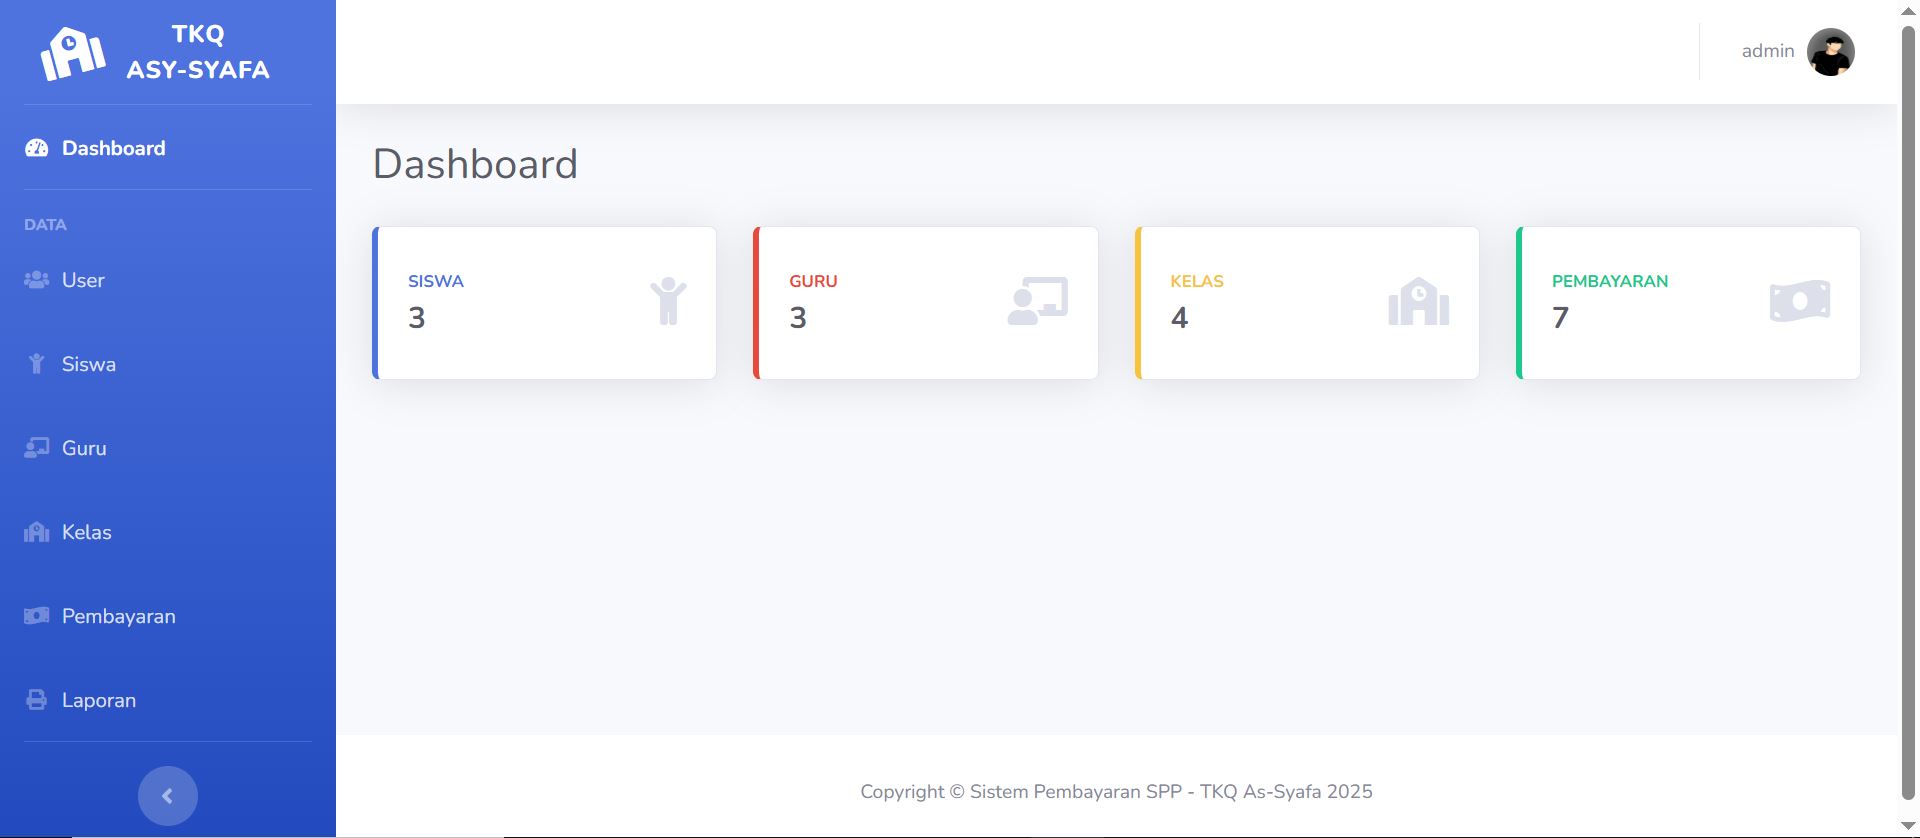 TKQ
ASY-SYAFA
admin
Dashboard
DATA
User
Siswa
Guru
Kelas
Pembayaran
Laporan
Dashboard
SISWA
3
GURU
3
KELAS
4
PEMBAYARAN
7
Copyright © Sistem Pembayaran SPP - TKQ As-Syafa 2025